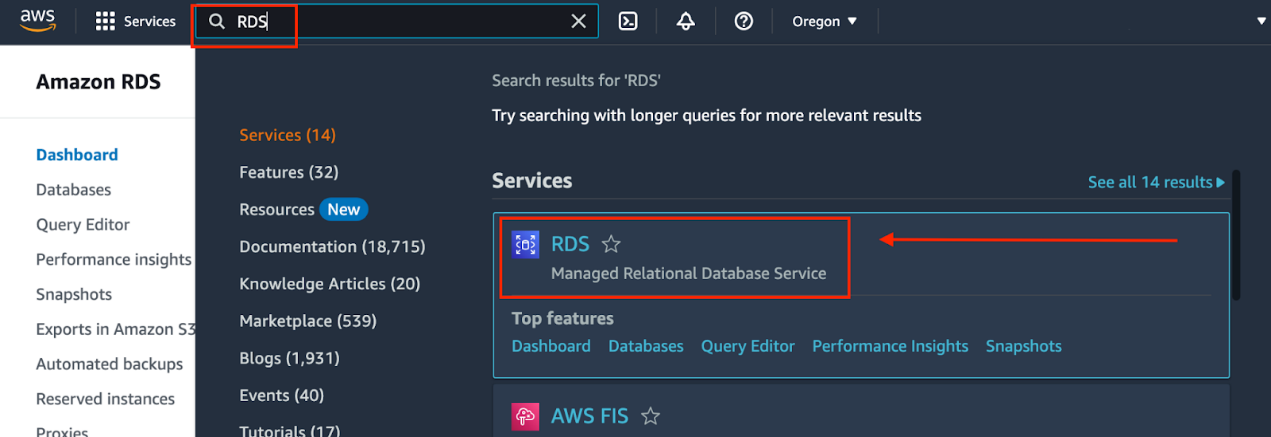 aws Services RDS Oregon
Amazon RDS
Dashboard
Databases
Query Editor
Performance insights
Snapshots
Exports in Amazon S3
Automated backups
Reserved instances
Proxies
Services (14)
Features (32)
Resources New
Documentation (18,715)
Knowledge Articles (20)
Marketplace (539)
Blogs (1,931)
Events (40)
Tutorials (17)
Search results for 'RDS'
Try searching with longer queries for more relevant results
Services See all 14 results
RDS
Managed Relational Database Service
Top features
Dashboard Databases Query Editor Performance Insights Snapshots
AWS FIS